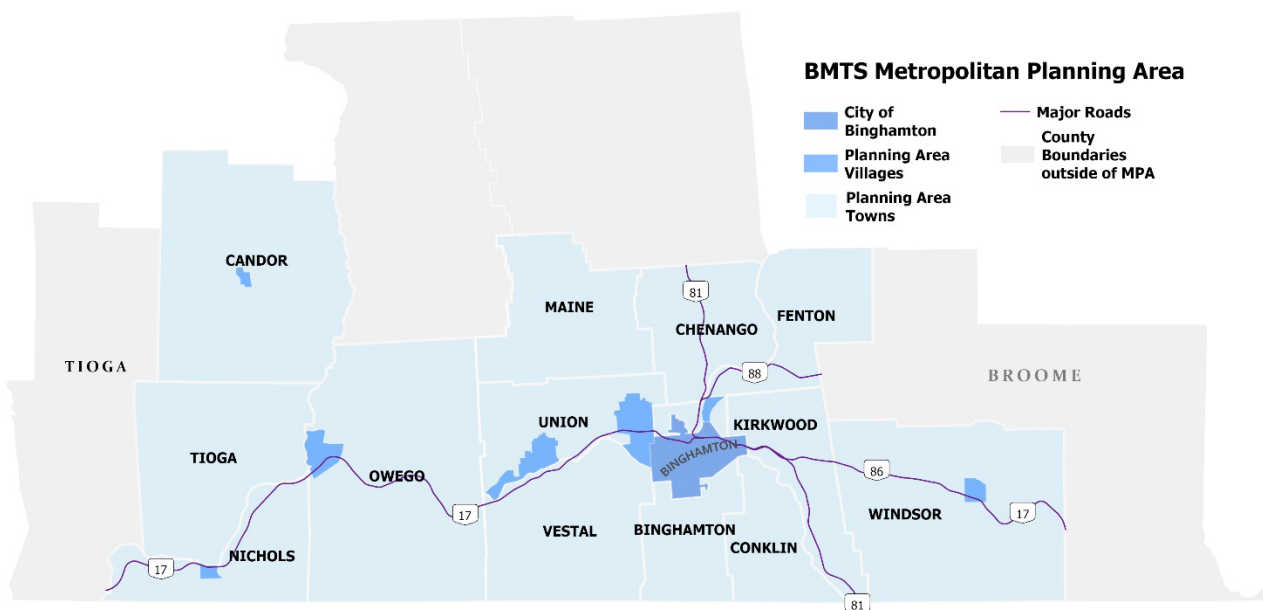 BMTS Metropolitan Planning Area
City of
Binghamton
Planning Area
Villages
Planning Area
Towns
Major Roads
County
Boundaries
outside of MPA
CANDOR
81
MAINE
CHENANGO
FENTON
TIOGA
88
BROOME
UNION
KIRKWOOD
TIOGA
BINGHAMTON
OWEGO
86
17
17
WINDSOR
VESTAL
BINGHAMTON
CONKLIN
NICHOLS
17
81